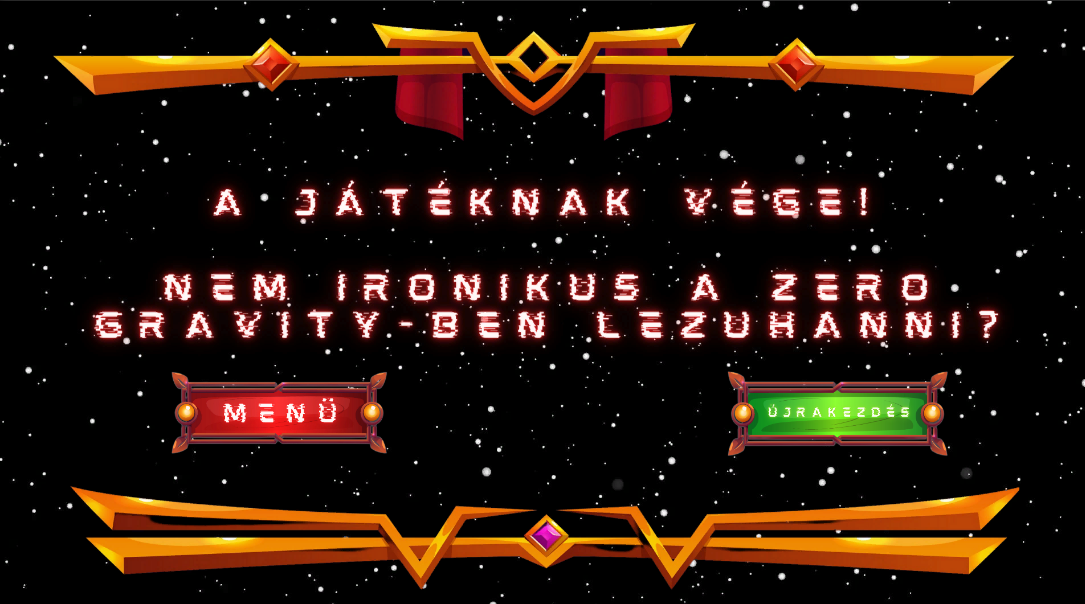 A JÁTÉKNAK VÉGE!
NEM IRONIKUS A ZERO
GRAVITY-BEN LEZUHANNI?
MENÜ
ÚJRAKEZDÉS